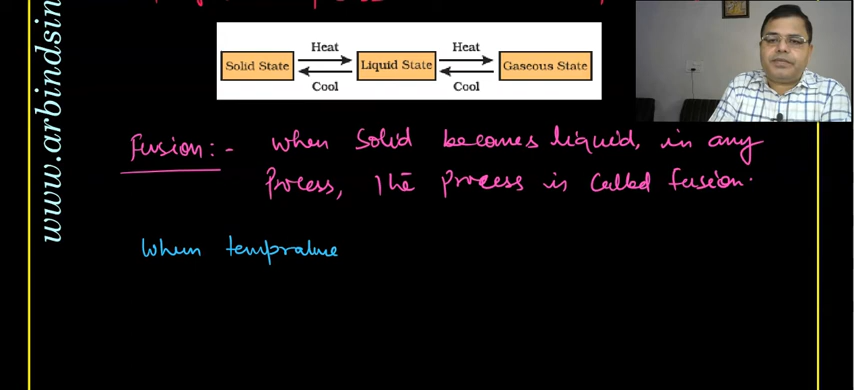 Heat Heat
Solid State Liquid State Gaseous State
Cool Cool
Fusion:- When solid becomes liquid, in any
process, the process is called fusion.
When temprature
www.arbindsin